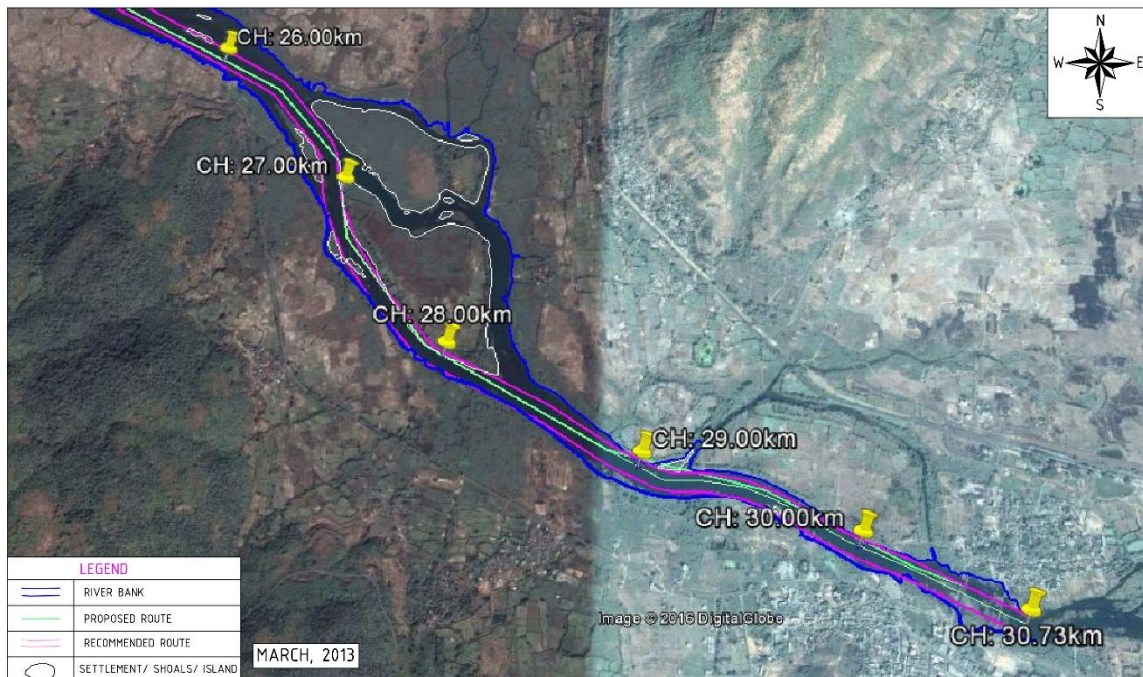 CH: 26.00km
N
W E
S
CH: 27.00km
CH: 28.00km
CH: 29.00km
CH: 30.00km
Image © 2016 DigitalGlobe
CH: 30.73km
LEGEND
RIVER BANK
PROPOSED ROUTE
RECOMMENDED ROUTE
SETTLEMENT/ SHOALS/ ISLAND
MARCH, 2013